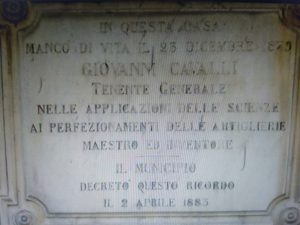 IN QUESTA CASA
MANCÒ DI VITA IL 23 DICEMBRE 1879
GIOVANNI CAVALLI
TENENTE GENERALE
NELLE APPLICAZIONI DELLE SCIENZE
AI PERFEZIONAMENTI DELLE ARTIGLIERIE
MAESTRO ED INVENTORE
IL MUNICIPIO
DECRETÒ QUESTO RICORDO
IL 2 APRILE 1883